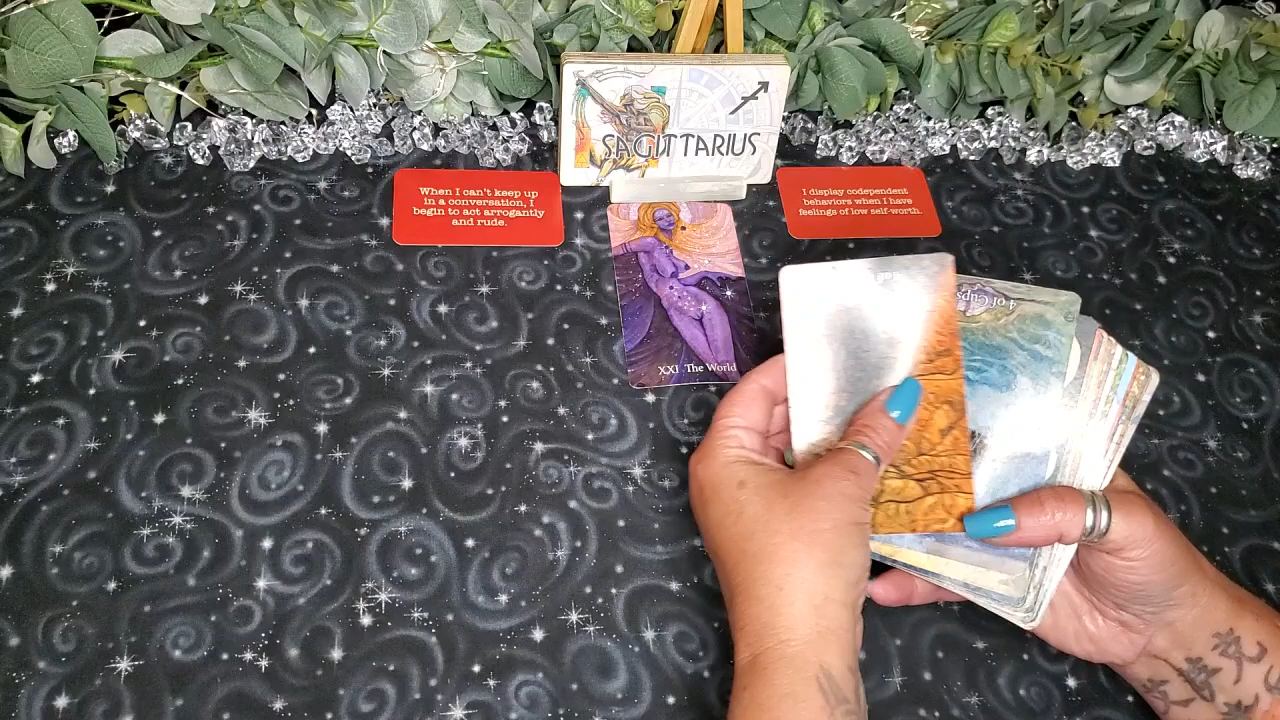 SAGITTARIUS
When I can't keep up
in a conversation, I
begin to act arrogantly
and rude.
I display codependent
behaviors when I have
feelings of low self-worth.
XXI The World
4 of Cups